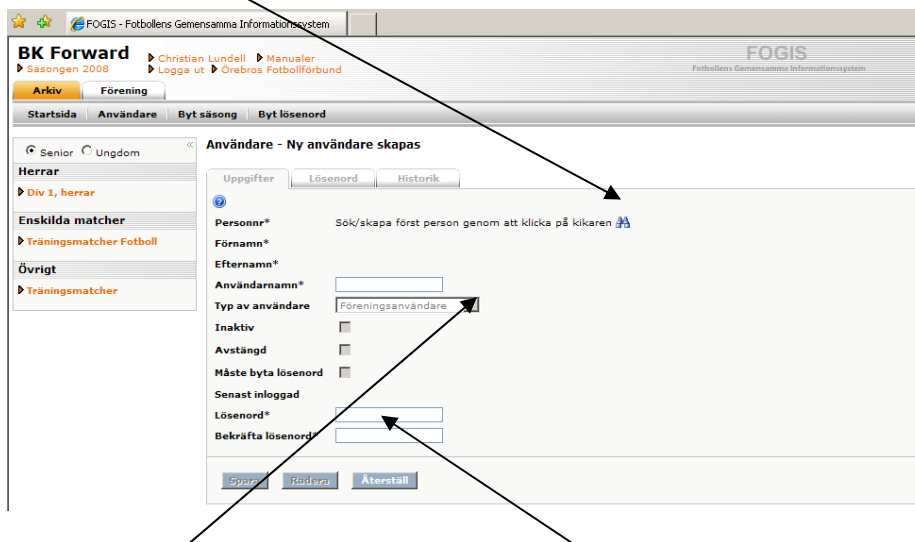 FOGIS - Fotbollens Gemensamma Informationssystem
BK Forward
Säsongen 2008
Christian Lundell Manualer
Logga ut Örebros Fotbollförbund
FOGIS
Fotbollens Gemensamma Informationssystem
Arkiv Förening
Startsida Användare Byt säsong Byt lösenord
Senior Ungdom «
Herrar
Div 1, herrar
Enskilda matcher
Träningsmatcher Fotboll
Övrigt
Träningsmatcher
Användare - Ny användare skapas
Uppgifter Lösenord Historik
Personnr* Sök/skapa först person genom att klicka på kikaren
Förnamn*
Efternamn*
Användarnamn*
Typ av användare Föreningsanvändare
Inaktiv
Avstängd
Måste byta lösenord
Senast inloggad
Lösenord*
Bekräfta lösenord*
Spara Radera Återställ